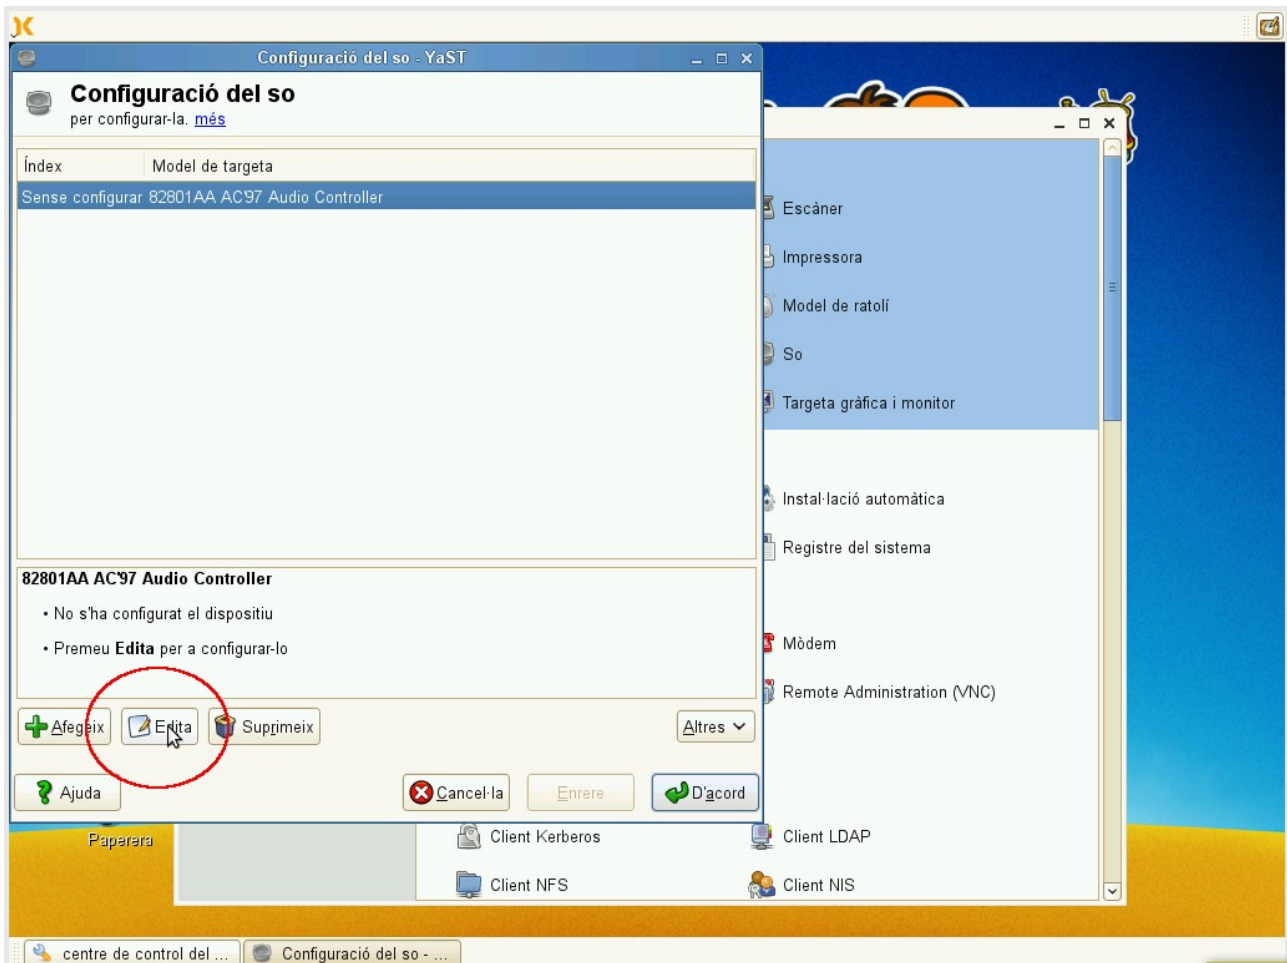 Configuració del so - YaST
Configuració del so
per configurar-la. més
Índex Model de targeta
Sense configurar 82801AA AC'97 Audio Controller
82801AA AC'97 Audio Controller
• No s'ha configurat el dispositiu
• Premeu Edita per a configurar-lo
Afegeix Edita Suprimeix Altres
Ajuda Cancel·la Enrere D'acord
Escàner
Impressora
Model de ratolí
So
Targeta gràfica i monitor
Instal·lació automàtica
Registre del sistema
Mòdem
Remote Administration (VNC)
Client Kerberos Client LDAP
Client NFS Client NIS
Paperera
centre de control del ... Configuració del so - ...